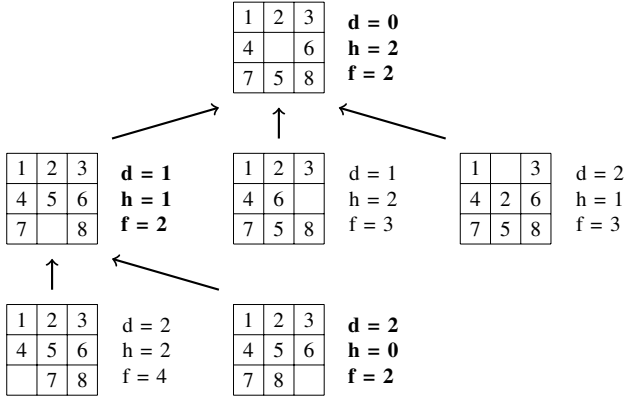 1 2 3
4 6
7 5 8
d = 0
h = 2
f = 2
1 2 3
4 5 6
7 8
d = 1
h = 1
f = 2
1 2 3
4 6
7 5 8
d = 1
h = 2
f = 3
1 3
4 2 6
7 5 8
d = 2
h = 1
f = 3
1 2 3
4 5 6
7 8
d = 2
h = 2
f = 4
1 2 3
4 5 6
7 8
d = 2
h = 0
f = 2